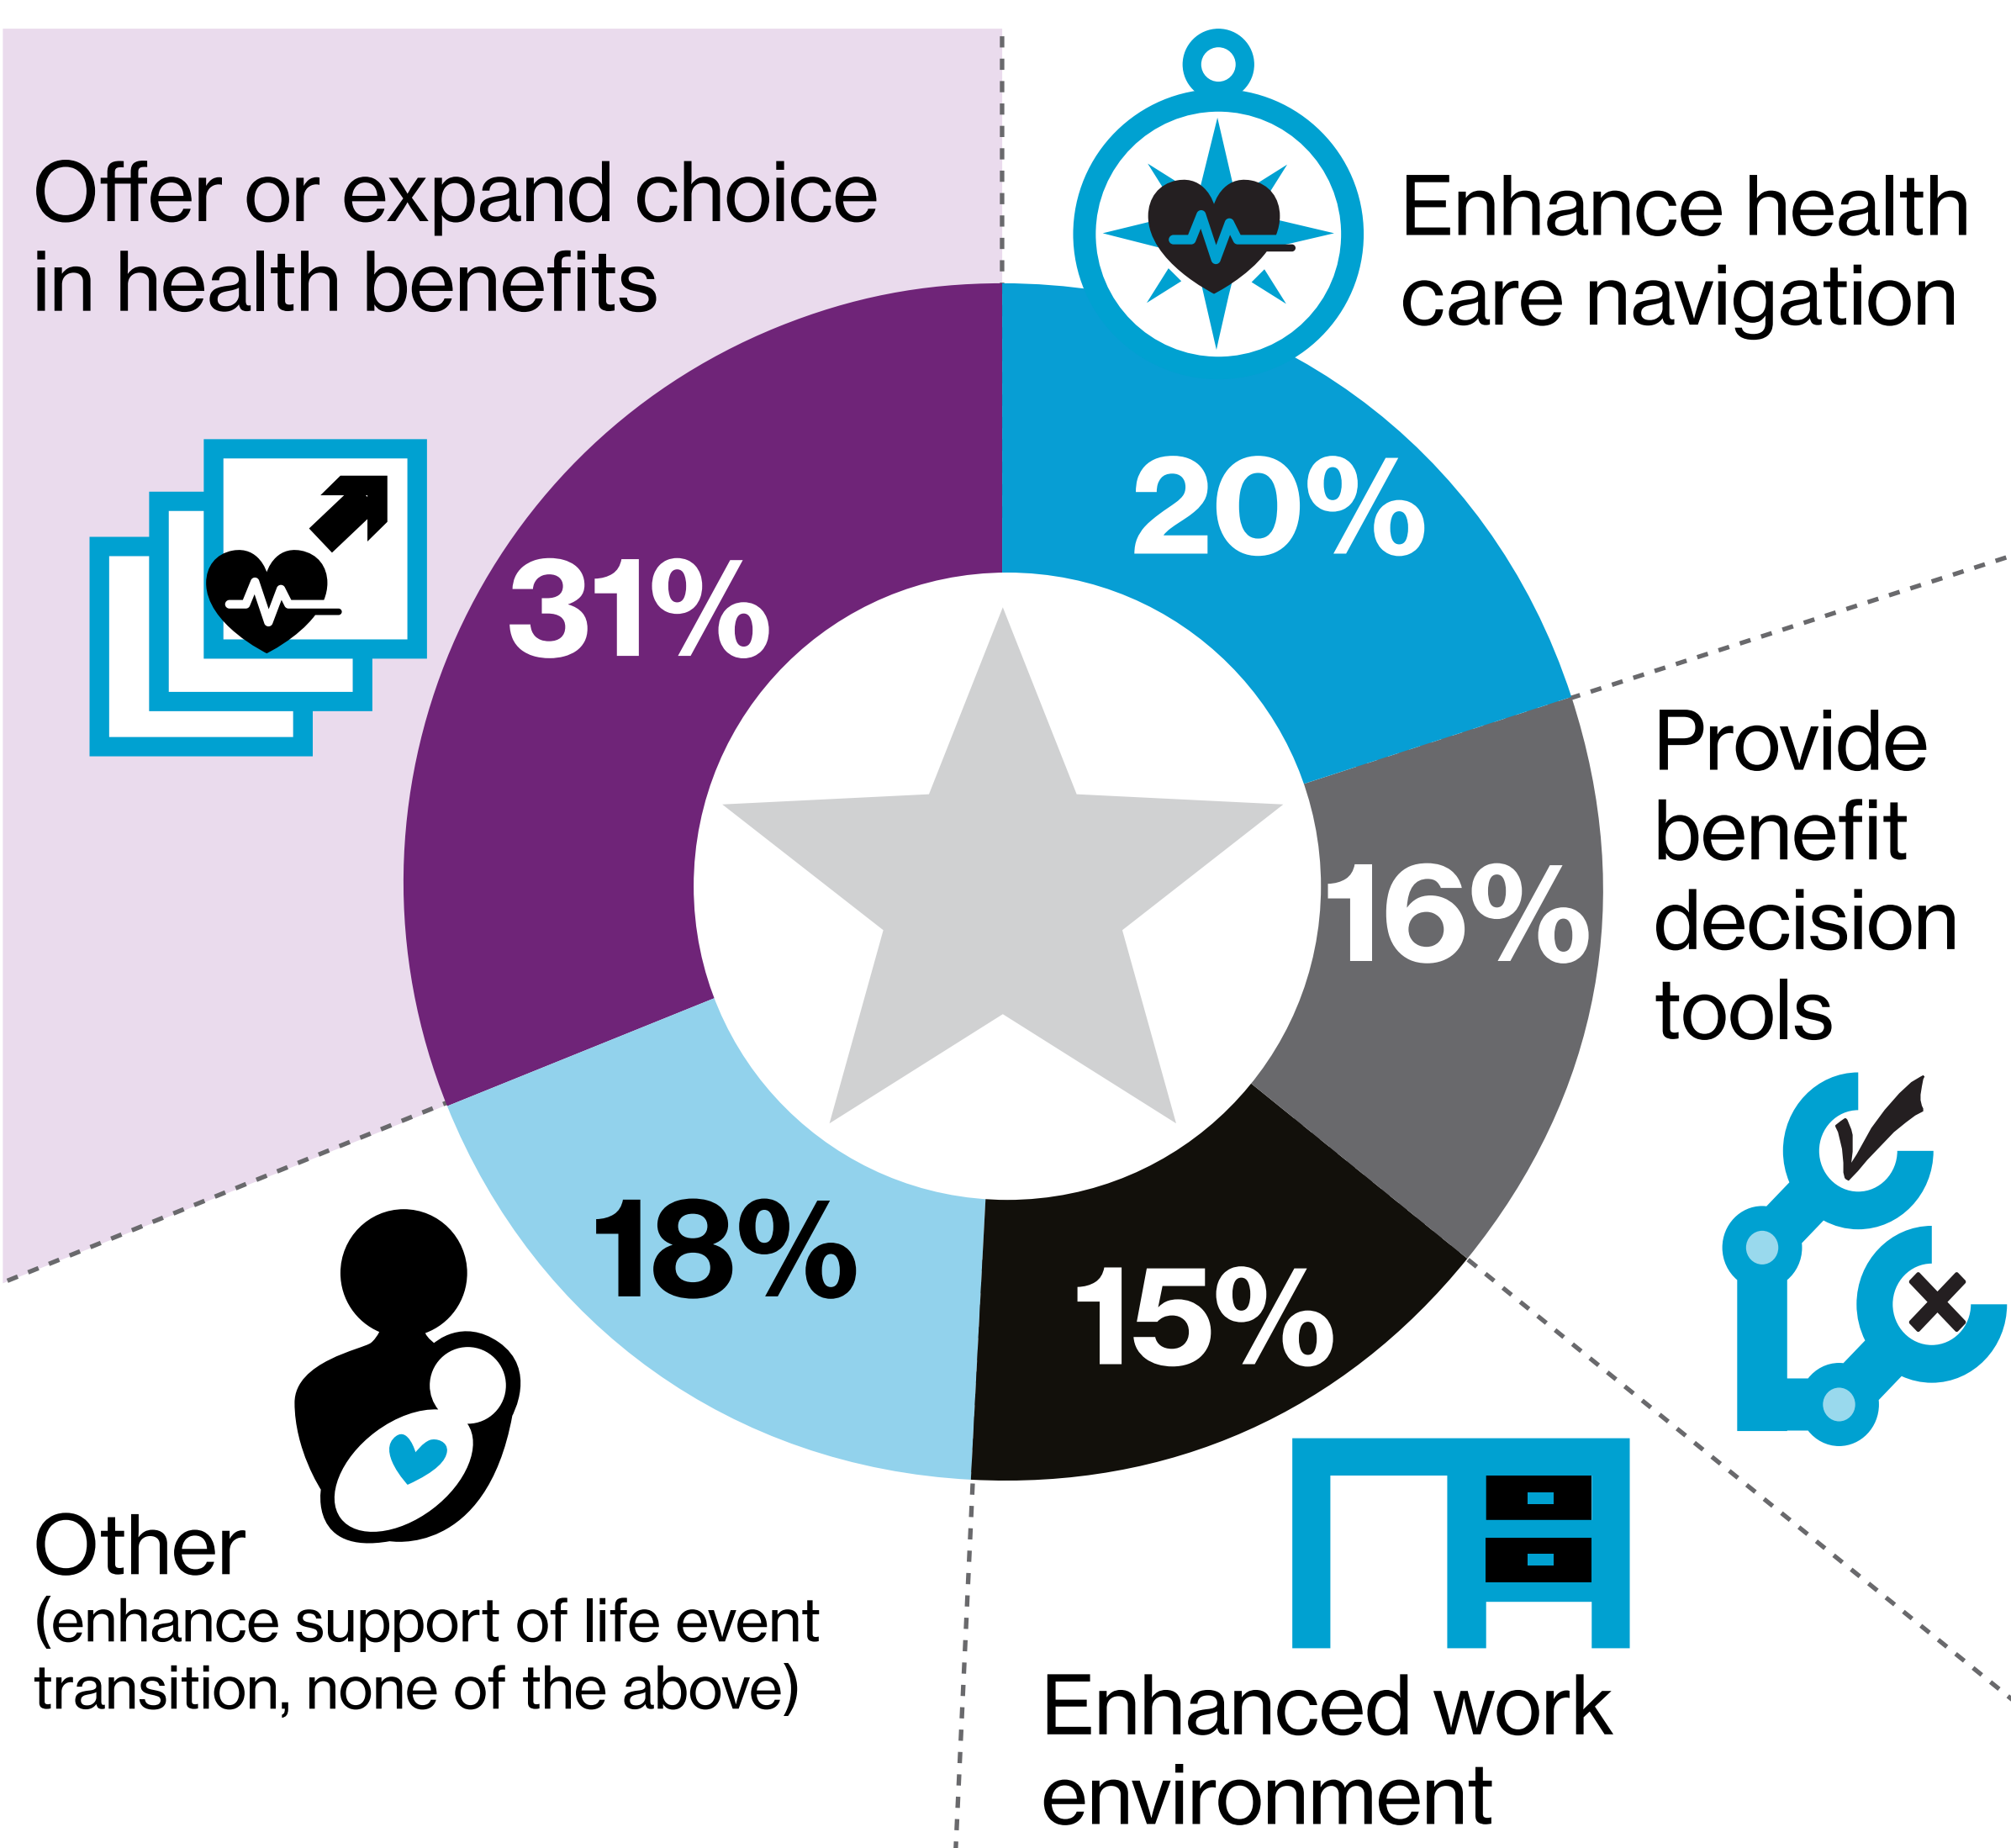 Offer or expand choice
in health benefits
31%
Enhance health
care navigation
20%
Provide
benefit
decision
tools
16%
Enhanced work
environment
15%
Other
(enhance support of life event
transition, none of the above)
18%